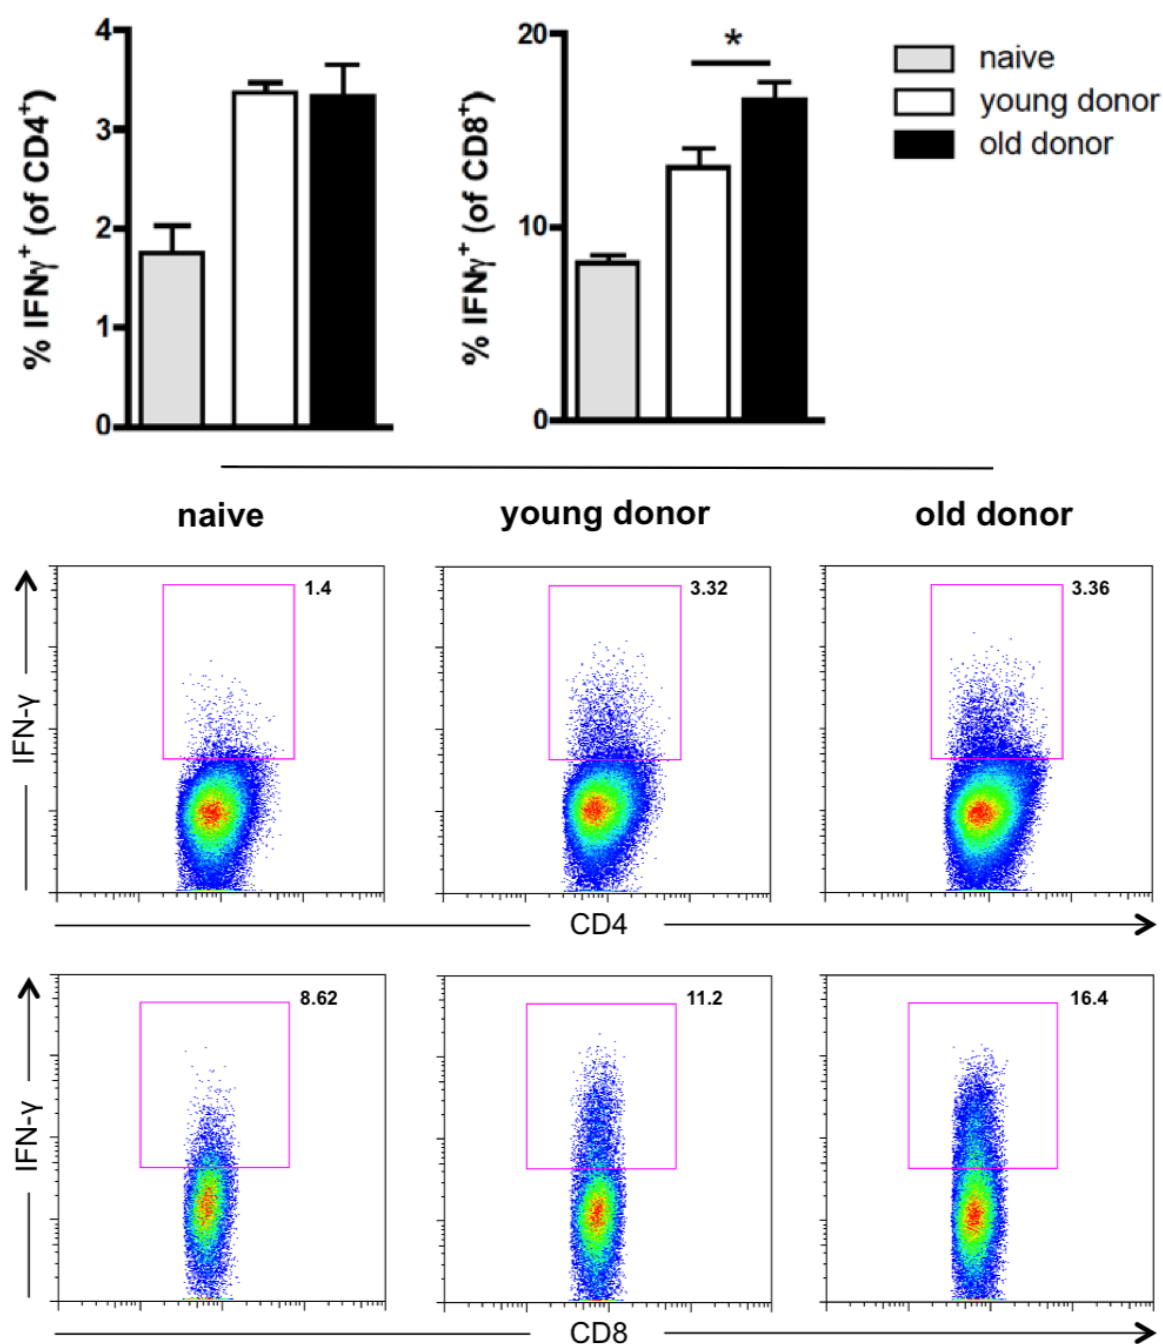 4
3
2
1
0
% IFNγ⁺ (of CD4⁺)
20
10
0
% IFNγ⁺ (of CD8⁺)
*
naive
young donor
old donor
naive
young donor
old donor
IFN-γ
1.4
3.32
3.36
CD4
IFN-γ
8.62
11.2
16.4
CD8